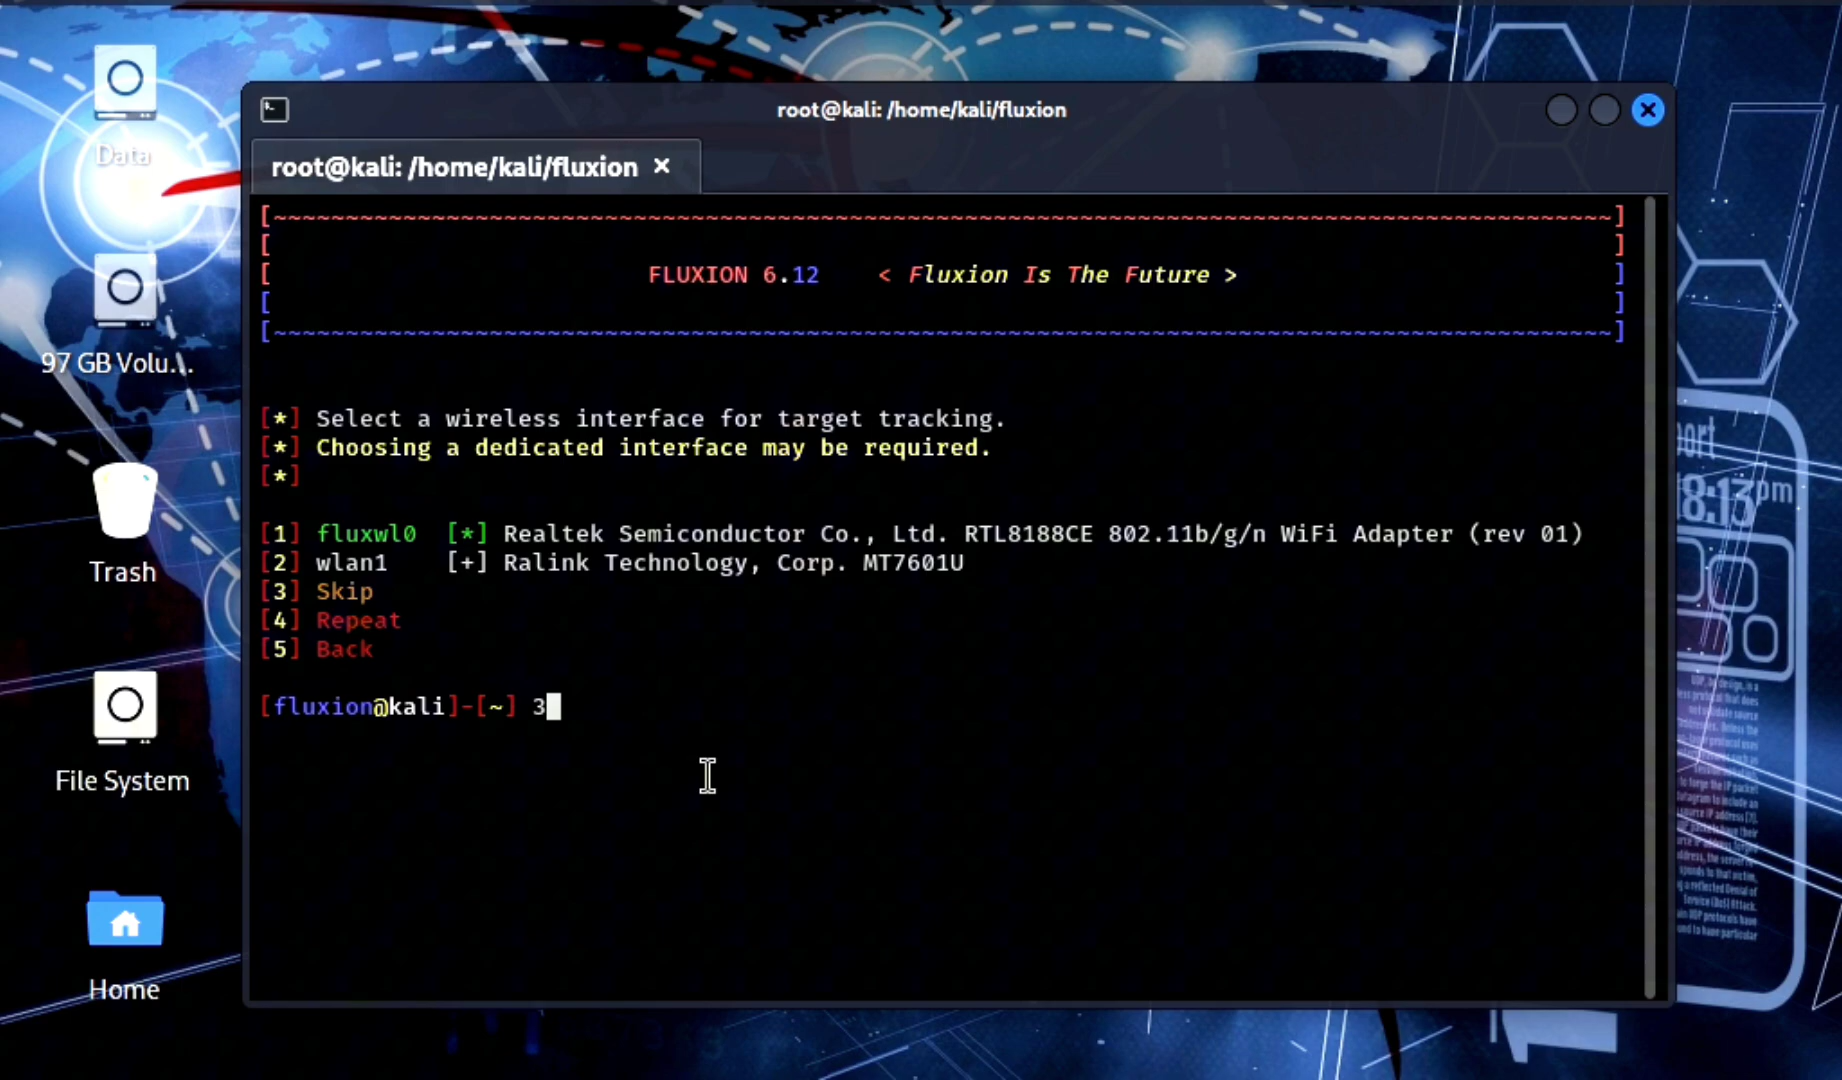 root@kali: /home/kali/fluxion
root@kali: /home/kali/fluxion ×
Data
97 GB Volu...
Trash
File System
Home
[~~~~~~~~~~~~~~~~~~~~~~~~~~~~~~~~~~~~~~~~~~~~~~~~~~~~~~~~~~~~~~~~~~~~~~~~~~~~~~~~~~~~~~~~~~~~~]
[ ]
[ FLUXION 6.12 < Fluxion Is The Future > ]
[ ]
[~~~~~~~~~~~~~~~~~~~~~~~~~~~~~~~~~~~~~~~~~~~~~~~~~~~~~~~~~~~~~~~~~~~~~~~~~~~~~~~~~~~~~~~~~~~~~]
[*] Select a wireless interface for target tracking.
[*] Choosing a dedicated interface may be required.
[*]
[1] fluxwl0 [*] Realtek Semiconductor Co., Ltd. RTL8188CE 802.11b/g/n WiFi Adapter (rev 01)
[2] wlan1 [+] Ralink Technology, Corp. MT7601U
[3] Skip
[4] Repeat
[5] Back
[fluxion@kali]-[~] 3
port
8:13pm